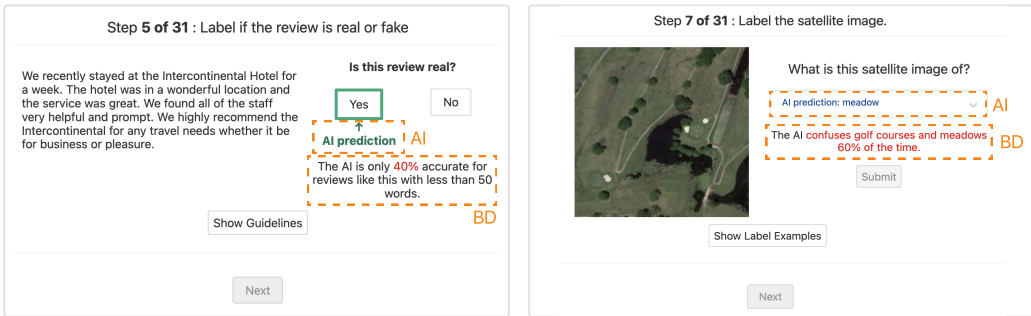 Step 5 of 31 : Label if the review is real or fake
We recently stayed at the Intercontinental Hotel for
a week. The hotel was in a wonderful location and
the service was great. We found all of the staff
very helpful and prompt. We highly recommend the
Intercontinental for any travel needs whether it be
for business or pleasure.
Is this review real?
Yes
No
AI prediction
AI
The AI is only 40% accurate for
reviews like this with less than 50
words.
BD
Show Guidelines
Next
Step 7 of 31 : Label the satellite image.
What is this satellite image of?
AI prediction: meadow
AI
The AI confuses golf courses and meadows
60% of the time.
BD
Submit
Show Label Examples
Next